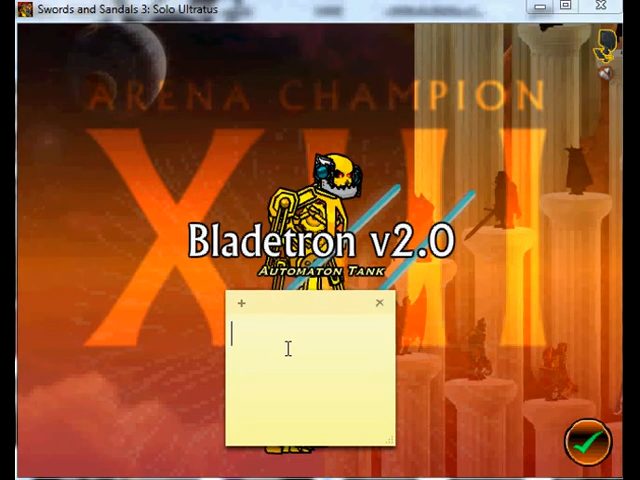 Swords and Sandals 3: Solo Ultratus
ARENA CHAMPION
XIII
Bladetron v2.0
AUTOMATON TANK